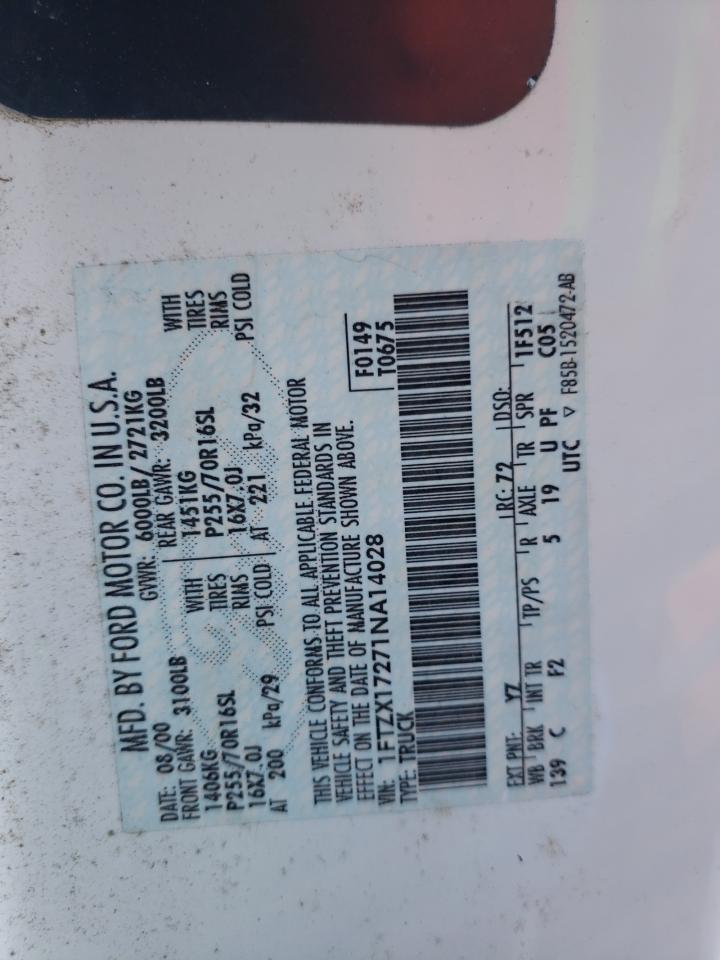 MFD. BY FORD MOTOR CO. IN U.S.A.
DATE: 08/00 GVWR: 6000LB/ 2721KG
FRONT GAWR: 3100LB REAR GAWR: 3200LB
1406KG WITH 1451KG WITH
P255/70R16SL TIRES P255/70R16SL TIRES
16X7.0J RIMS 16X7.0J RIMS
AT 200 kPa/29 PSI COLD AT 221 kPa/32 PSI COLD
THIS VEHICLE CONFORMS TO ALL APPLICABLE FEDERAL MOTOR
VEHICLE SAFETY AND THEFT PREVENTION STANDARDS IN
EFFECT ON THE DATE OF MANUFACTURE SHOWN ABOVE.
VIN: 1FTZX17271NA14028 F0149
TYPE: TRUCK T0675
EXT PNT: YZ RC: 72 DSO:
WB BRK INT TR TP/PS R AXLE TR SPR 1F512
139 C F2 5 19 U PF C05
UTC ▽ F85B-1520472-AB